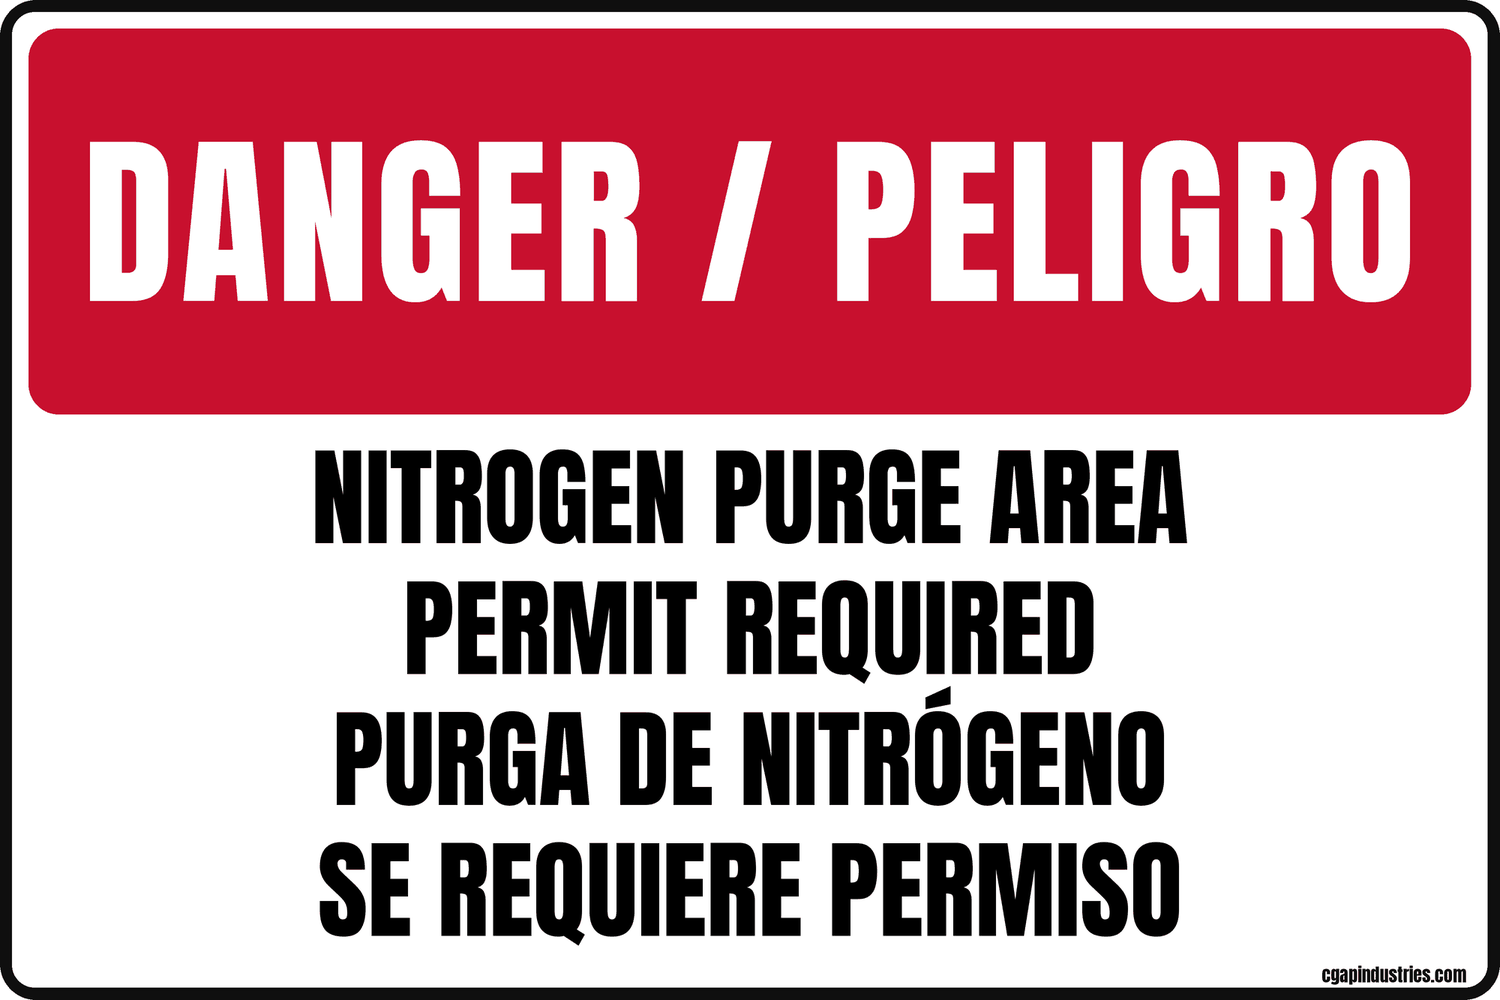 DANGER / PELIGRO
NITROGEN PURGE AREA
PERMIT REQUIRED
PURGA DE NITRÓGENO
SE REQUIERE PERMISO
cgapindustries.com